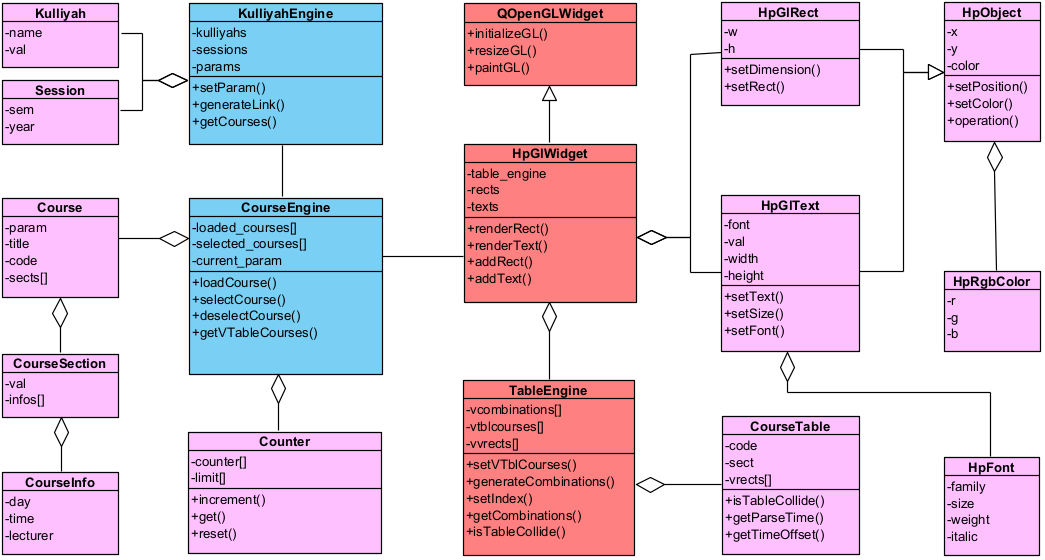 Kulliyah
-name
-val
Session
-sem
-year
KulliyahEngine
-kulliyahs
-sessions
-params
+setParam()
+generateLink()
+getCourses()
QOpenGLWidget
+initializeGL()
+resizeGL()
+paintGL()
HpGlRect
-w
-h
+setDimension()
+setRect()
HpObject
-x
-y
-color
+setPosition()
+setColor()
+operation()
Course
-param
-title
-code
-sects[]
CourseEngine
-loaded_courses[]
-selected_courses[]
-current_param
+loadCourse()
+selectCourse()
+deselectCourse()
+getVTableCourses()
HpGlWidget
-table_engine
-rects
-texts
+renderRect()
+renderText()
+addRect()
+addText()
HpGlText
-font
-val
-width
-height
+setText()
+setSize()
+setFont()
HpRgbColor
-r
-g
-b
CourseSection
-val
-infos[]
CourseInfo
-day
-time
-lecturer
Counter
-counter[]
-limit[]
+increment()
+get()
+reset()
TableEngine
-vcombinations[]
-vtblcourses[]
-vvrects[]
+setVTblCourses()
+generateCombinations()
+setIndex()
+getCombinations()
+isTableCollide()
CourseTable
-code
-sect
-vrects[]
+isTableCollide()
+getParseTime()
+getTimeOffset()
HpFont
-family
-size
-weight
-italic